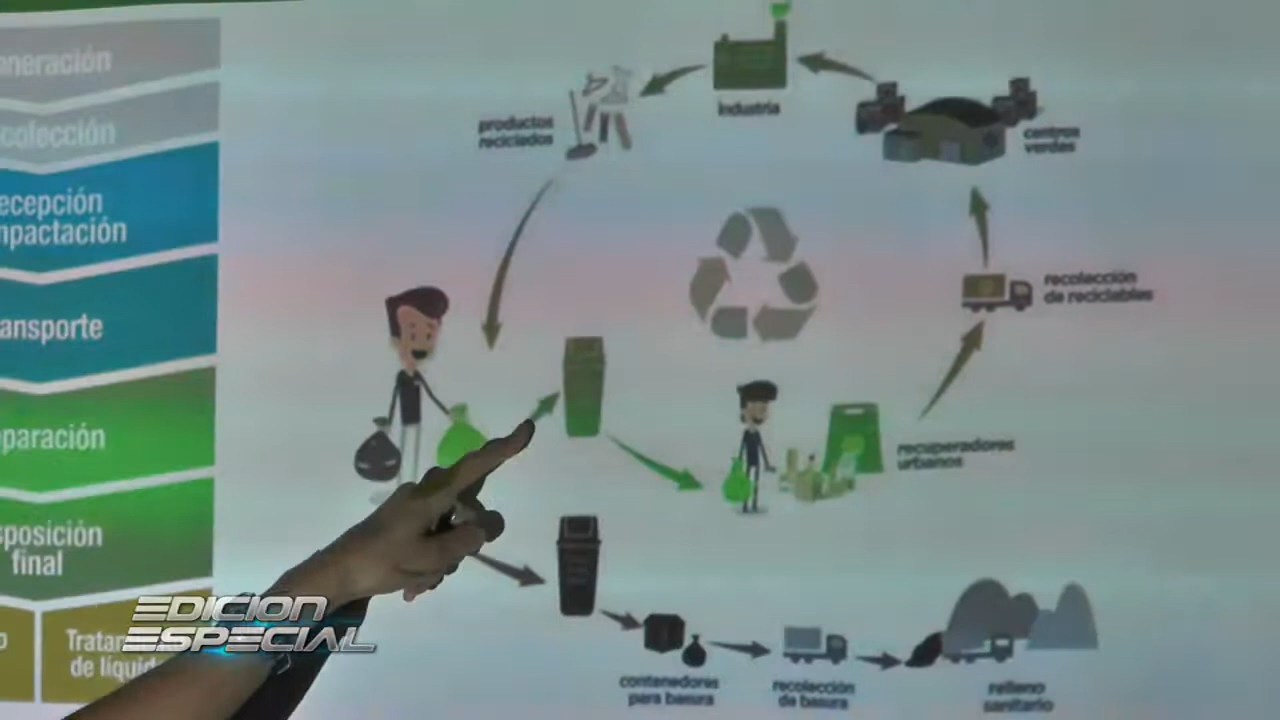 neración
colección
ecepción
mpactación
ansporte
paración
sposición
final
Tratam
de líquid
productos
reciclados
industria
centros
verdes
recolección
de reciclables
recuperadores
urbanos
contenedores
para basura
recolección
de basura
relleno
sanitario
EDICION
ESPECIAL